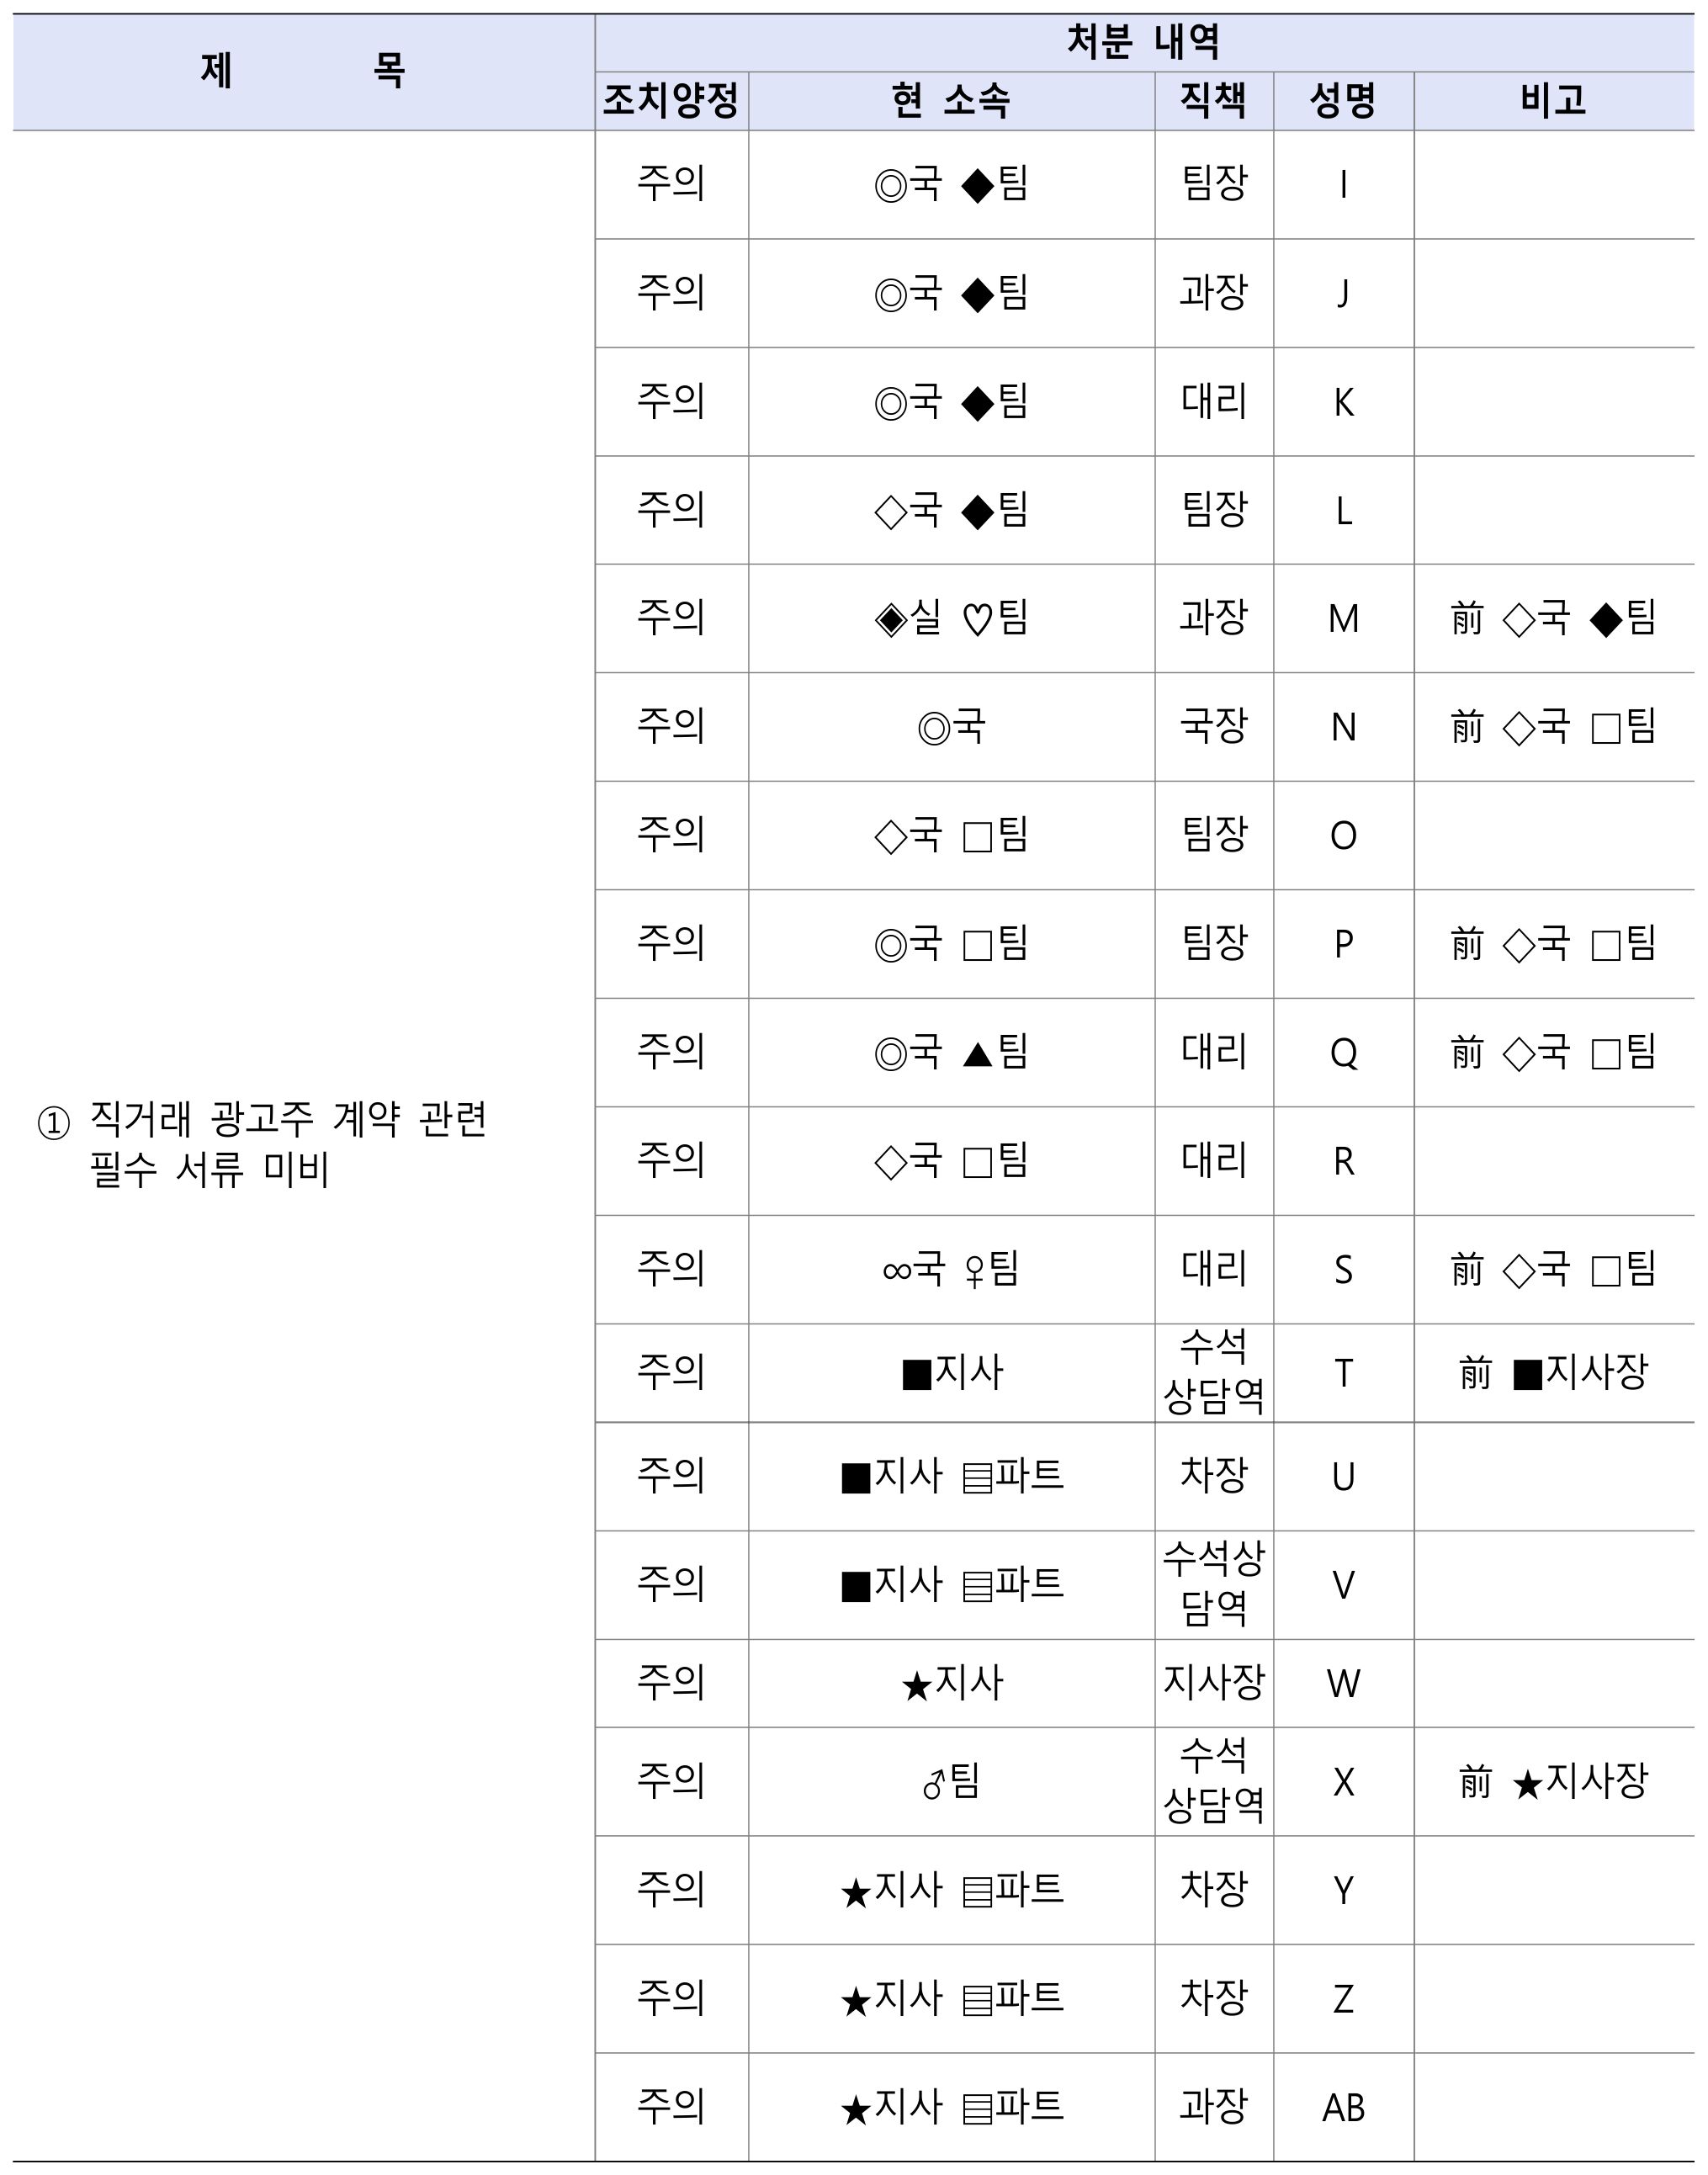 제 목 처분 내역
조치양정 현 소속 직책 성명 비고
주의 ◎국 ◆팀 팀장 I
주의 ◎국 ◆팀 과장 J
주의 ◎국 ◆팀 대리 K
주의 ◇국 ◆팀 팀장 L
주의 ◈실 ♡팀 과장 M 前 ◇국 ◆팀
주의 ◎국 국장 N 前 ◇국 □팀
주의 ◇국 □팀 팀장 O
주의 ◎국 □팀 팀장 P 前 ◇국 □팀
주의 ◎국 ▲팀 대리 Q 前 ◇국 □팀
① 직거래 광고주 계약 관련
필수 서류 미비
주의 ◇국 □팀 대리 R
주의 ∞국 ♀팀 대리 S 前 ◇국 □팀
주의 ■지사 수석
상담역 T 前 ■지사장
주의 ■지사 ▤파트 차장 U
주의 ■지사 ▤파트 수석상
담역 V
주의 ★지사 지사장 W
주의 ♂팀 수석
상담역 X 前 ★지사장
주의 ★지사 ▤파트 차장 Y
주의 ★지사 ▤파트 차장 Z
주의 ★지사 ▤파트 과장 AB